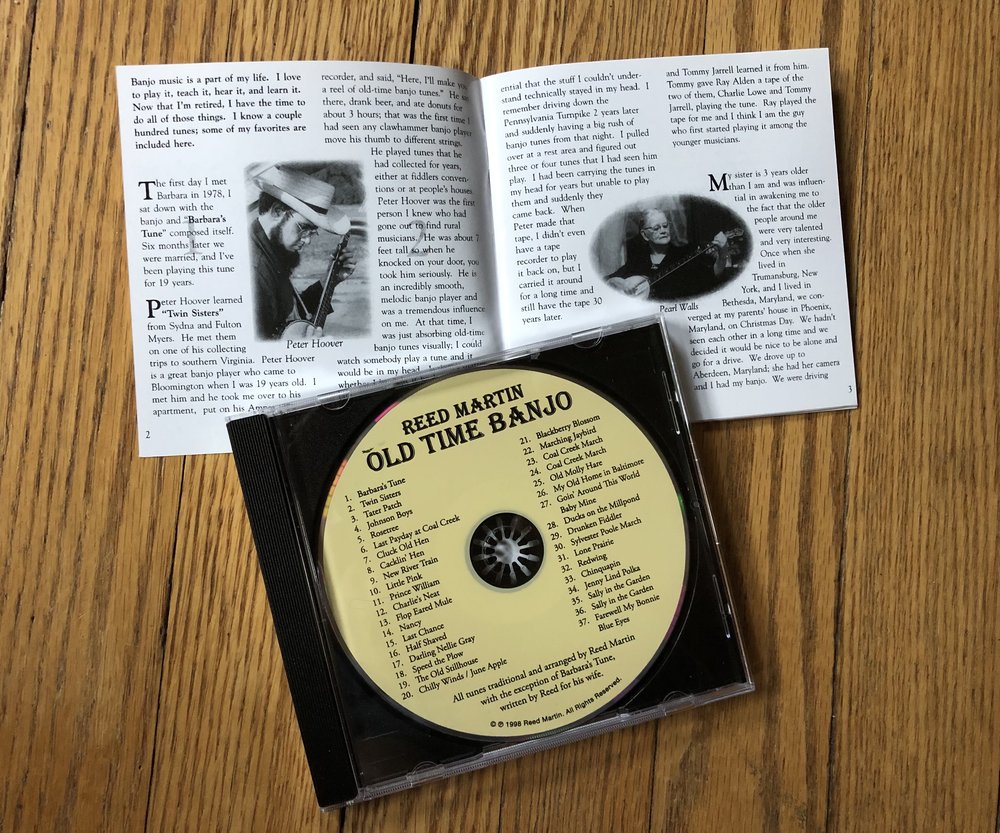 Banjo music is a part of my life. I love
to play it, teach it, hear it, and learn it.
Now that I'm retired, I have the time to
do all of those things. I know a couple
hundred tunes; some of my favorites are
included here.
The first day I met
Barbara in 1978, I
sat down with the
banjo and "Barbara's
Tune" composed itself.
Six months later we
were married, and I've
been playing this tune
for 19 years.
Peter Hoover learned
"Twin Sisters"
from Sydna and Fulton
Myers. He met them
on one of his collecting
trips to southern Virginia. Peter Hoover
is a great banjo player who came to
Bloomington when I was 19 years old. I
met him and he took me over to his
apartment, put on his
2
recorder, and said, "Here, I'll make you
a reel of old-time banjo tunes." He sat
there, drank beer, and ate donuts for
about 3 hours; that was the first time I
had seen any clawhammer banjo player
move his thumb to different strings.
He played tunes that he
had collected for years,
either at fiddlers conven-
tions or at people's houses.
Peter Hoover was the first
person I knew who had
gone out to find rural
musicians. He was about 7
feet tall so when he
knocked on your door, you
took him seriously. He is
an incredibly smooth,
melodic banjo player and
was a tremendous influence
on me. At that time, I
was just absorbing old-time
banjo tunes visually; I could
watch somebody play a tune and it
would be in my head.
Peter Hoover
ential that the stuff I couldn't under-
stand technically stayed in my head. I
remember driving down the
Pennsylvania Turnpike 2 years later
and suddenly having a big rush of
banjo tunes from that night. I pulled
over at a rest area and figured out
three or four tunes that I had seen him
play. I had been carrying the tunes in
my head for years but unable to play
them and suddenly they
came back. When
Peter made that
tape, I didn't even
have a tape
recorder to play
it back on, but I
carried it around
for a long time and
still have the tape 30
years later.
and Tommy Jarrell learned it from him.
Tommy gave Ray Alden a tape of the
two of them, Charlie Lowe and Tommy
Jarrell, playing the tune. Ray played the
tape for me and I think I am the guy
who first started playing it among the
younger musicians.
My sister is 3 years older
than I am and was influen-
tial in awakening me to
the fact that the older
people around me
were very talented
and very interesting.
Once when she
lived in
Trumansburg, New
York, and I lived in
Bethesda, Maryland, we con-
verged at my parents' house in Phoenix,
Maryland, on Christmas Day. We hadn't
seen each other in a long time and we
decided it would be nice to be alone and
go for a drive. We drove up to
Aberdeen, Maryland; she had her camera
and I had my banjo. We were driving
Pearl Walls
3
REED MARTIN
OLD TIME BANJO
1. Barbara's Tune
2. Twin Sisters
3. Tater Patch
4. Johnson Boys
5. Rosetree
6. Last Payday at Coal Creek
7. Cluck Old Hen
8. Cacklin' Hen
9. New River Train
10. Little Pink
11. Prince William
12. Charlie's Neat
13. Flop Eared Mule
14. Nancy
15. Last Chance
16. Half Shaved
17. Darling Nellie Gray
18. Speed the Plow
19. The Old Stillhouse
20. Chilly Winds / June Apple
21. Blackberry Blossom
22. Marching Jaybird
23. Coal Creek March
24. Coal Creek March
25. Old Molly Hare
26. My Old Home in Baltimore
27. Goin' Around This World
Baby Mine
28. Ducks on the Millpond
29. Drunken Fiddler
30. Sylvester Poole March
31. Lone Prairie
32. Redwing
33. Chinquapin
34. Jenny Lind Polka
35. Sally in the Garden
36. Sally in the Garden
37. Farewell My Bonnie
Blue Eyes
All tunes traditional and arranged by Reed Martin
with the exception of Barbara's Tune,
written by Reed for his wife.
© ℗ 1998 Reed Martin. All Rights Reserved.